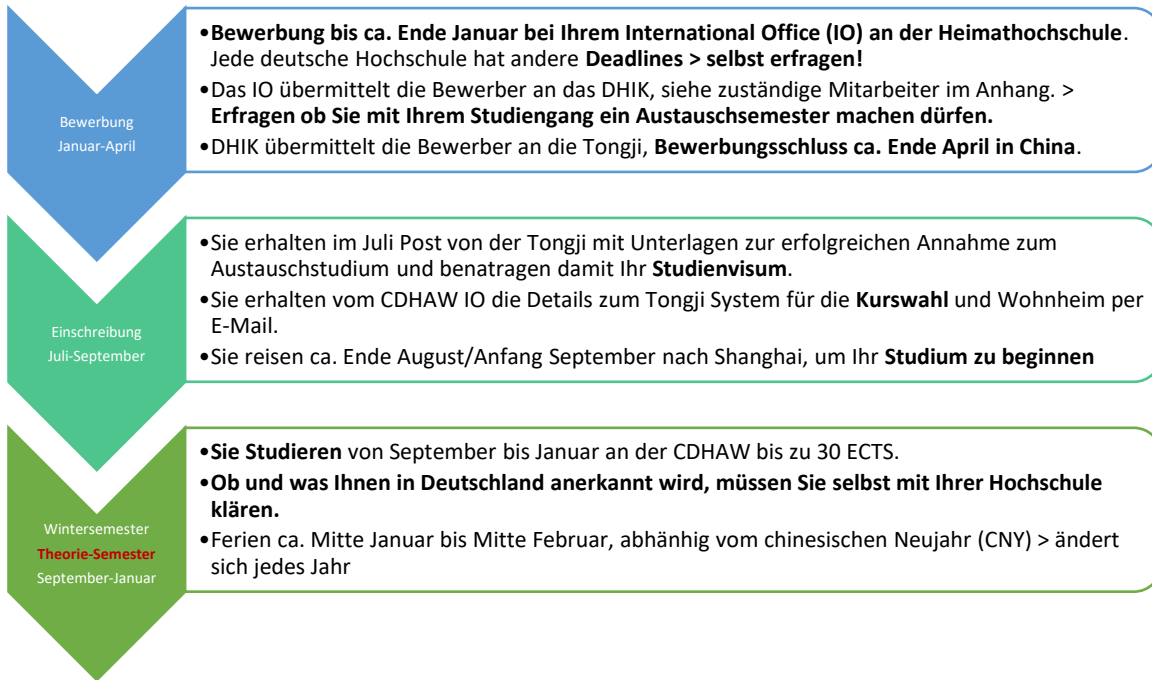 Bewerbung
Januar-April
•Bewerbung bis ca. Ende Januar bei Ihrem International Office (IO) an der Heimathochschule.
Jede deutsche Hochschule hat andere Deadlines > selbst erfragen!
•Das IO übermittelt die Bewerber an das DHIK, siehe zuständige Mitarbeiter im Anhang. >
Erfragen ob Sie mit Ihrem Studiengang ein Austauschsemester machen dürfen.
•DHIK übermittelt die Bewerber an die Tongji, Bewerbungsschluss ca. Ende April in China.
Einschreibung
Juli-September
•Sie erhalten im Juli Post von der Tongji mit Unterlagen zur erfolgreichen Annahme zum
Austauschstudium und benatragen damit Ihr Studienvisum.
•Sie erhalten vom CDHAW IO die Details zum Tongji System für die Kurswahl und Wohnheim per
E-Mail.
•Sie reisen ca. Ende August/Anfang September nach Shanghai, um Ihr Studium zu beginnen
Wintersemester
Theorie-Semester
September-Januar
•Sie Studieren von September bis Januar an der CDHAW bis zu 30 ECTS.
•Ob und was Ihnen in Deutschland anerkannt wird, müssen Sie selbst mit Ihrer Hochschule
klären.
•Ferien ca. Mitte Januar bis Mitte Februar, abhänhig vom chinesischen Neujahr (CNY) > ändert
sich jedes Jahr